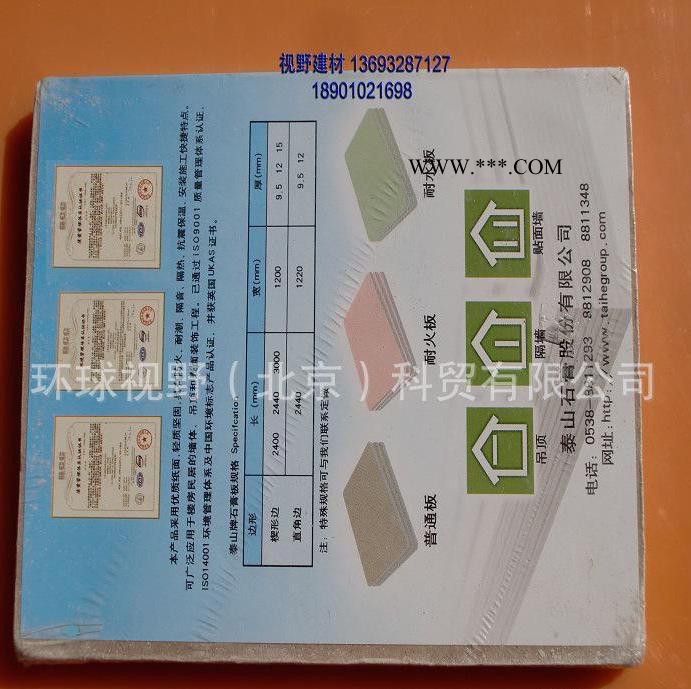 视野建材 13693287127
18901021698
WWW.***.COM
环球视野（北京）科贸有限公司
本产品采用优质纸面，轻质坚固，防火、耐潮、隔音、隔热、抗震保温，安装施工快捷特点。
可广泛应用于楼房民居的墙体、吊顶和表面装饰工程。已通过ISO9001质量管理体系认证，
ISO14001环境管理体系及中国环境标志产品认证，并获英国UKAS证书。
泰山牌石膏板规格 Specifcation:
边形 长(mm) 宽(mm) 厚(mm)
楔形边 2400 2440 3000 1200 9.5 12 15
直角边 2440 1220 9.5 12
注：特殊规格可与我们联系定做
普通板 耐火板 耐水板
吊顶 隔墙 贴面墙
泰山石膏股份有限公司
电话：0538-8811293 8812908 8811348
网址：http://www.taihegroup.com